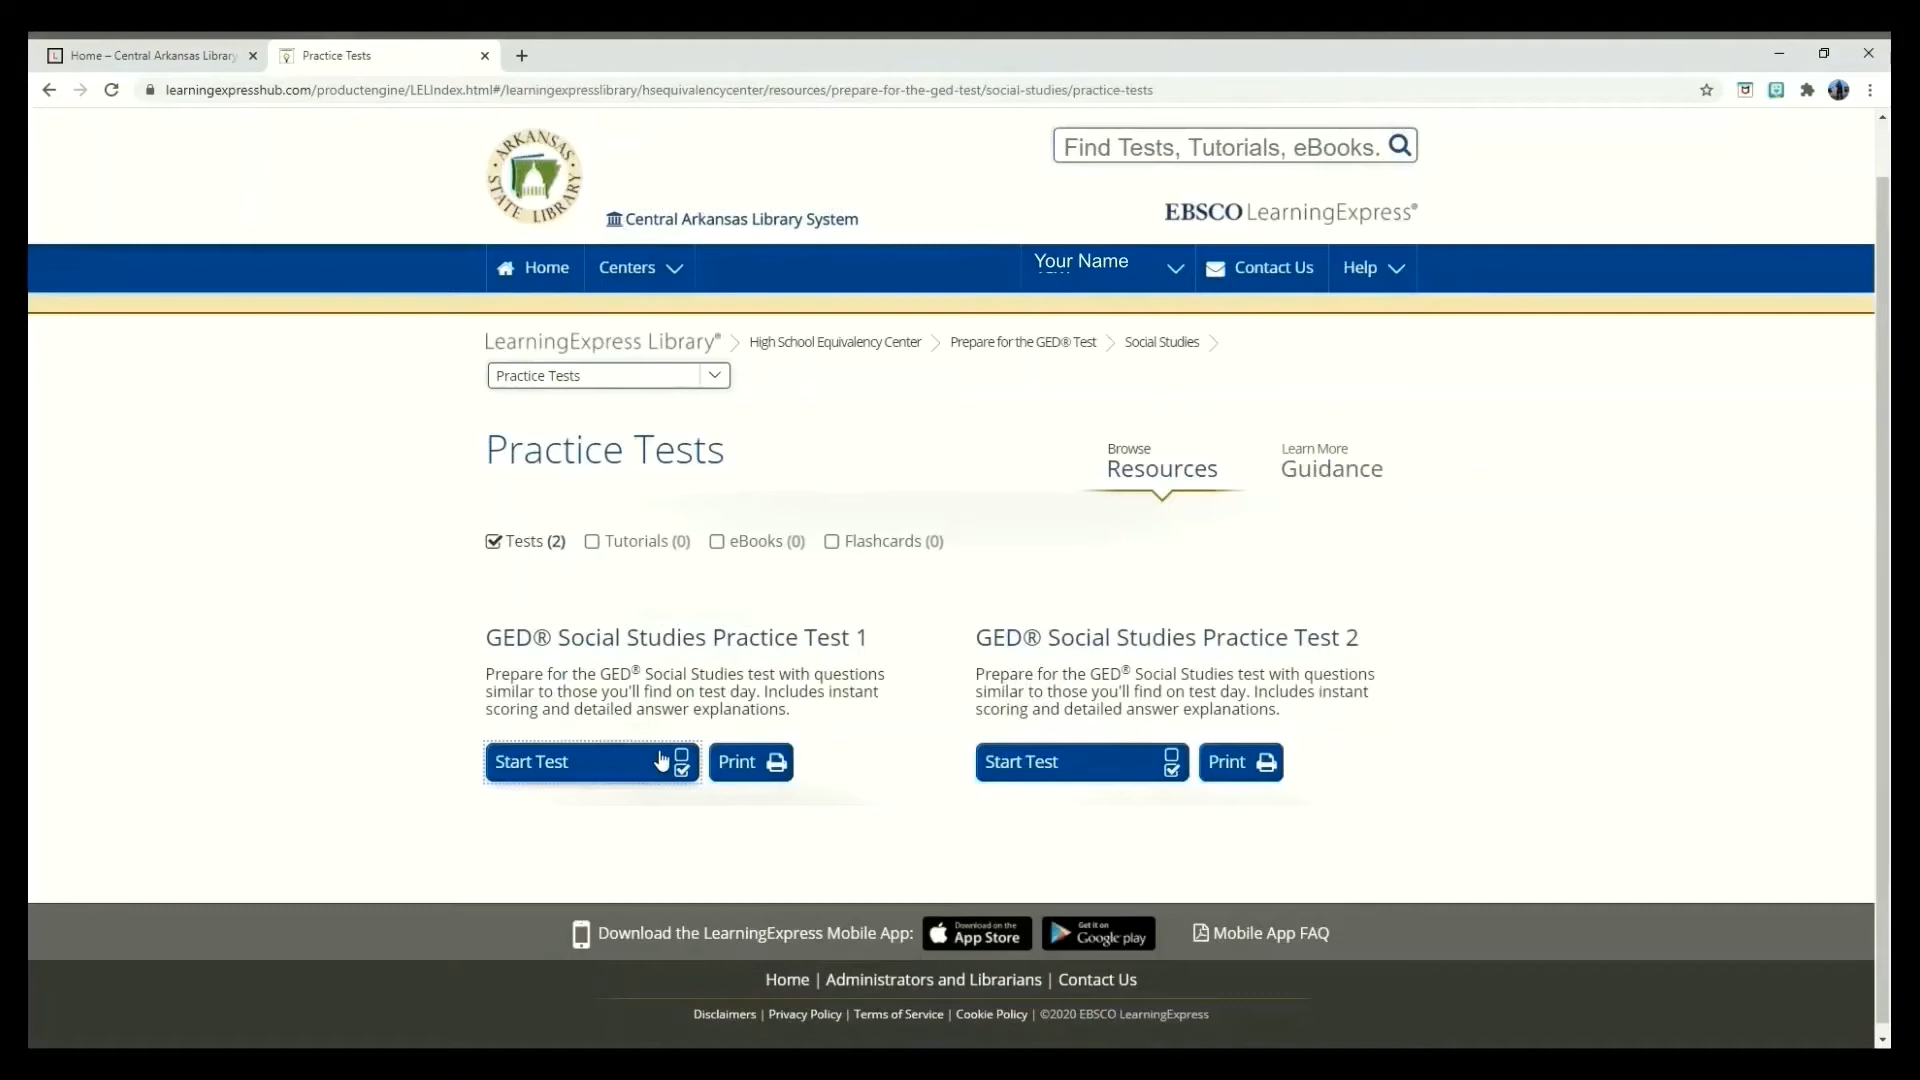 Home – Central Arkansas Library
Practice Tests
learningexpresshub.com/productengine/LELIndex.html#/learningexpresslibrary/hsequivalencycenter/resources/prepare-for-the-ged-test/social-studies/practice-tests
ARKANSAS STATE LIBRARY
Central Arkansas Library System
Find Tests, Tutorials, eBooks.
EBSCO LearningExpress®
Home
Centers
Your Name
Contact Us
Help
LearningExpress Library®
High School Equivalency Center
Prepare for the GED® Test
Social Studies
Practice Tests
Practice Tests
Browse
Resources
Learn More
Guidance
Tests (2)
Tutorials (0)
eBooks (0)
Flashcards (0)
GED® Social Studies Practice Test 1
Prepare for the GED® Social Studies test with questions
similar to those you'll find on test day. Includes instant
scoring and detailed answer explanations.
Start Test
Print
GED® Social Studies Practice Test 2
Prepare for the GED® Social Studies test with questions
similar to those you'll find on test day. Includes instant
scoring and detailed answer explanations.
Start Test
Print
Download the LearningExpress Mobile App:
Download on the
App Store
Get it on
Google play
Mobile App FAQ
Home | Administrators and Librarians | Contact Us
Disclaimers | Privacy Policy | Terms of Service | Cookie Policy | ©2020 EBSCO LearningExpress